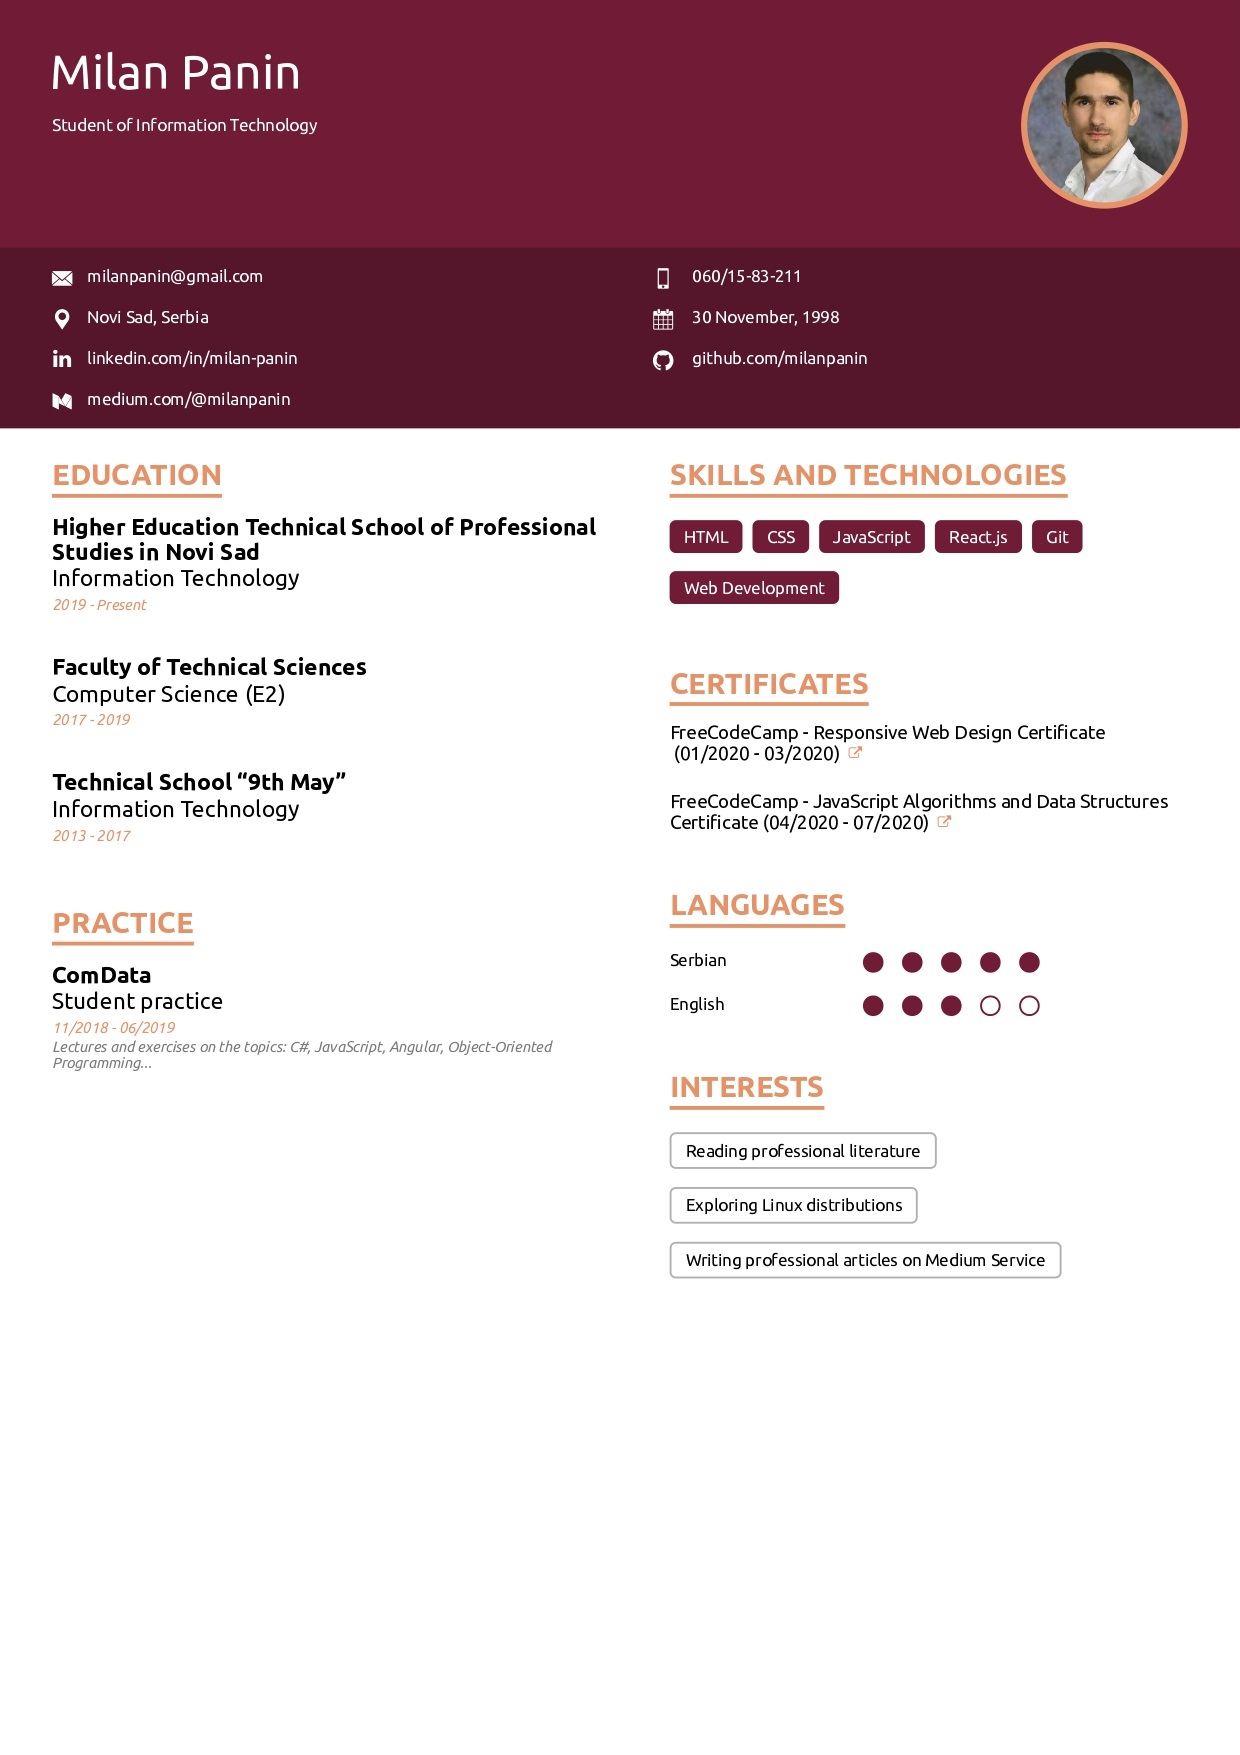 Milan Panin
Student of Information Technology
milanpanin@gmail.com
060/15-83-211
Novi Sad, Serbia
30 November, 1998
linkedin.com/in/milan-panin
github.com/milanpanin
medium.com/@milanpanin
EDUCATION
Higher Education Technical School of Professional
Studies in Novi Sad
Information Technology
2019 - Present
Faculty of Technical Sciences
Computer Science (E2)
2017 - 2019
Technical School “9th May”
Information Technology
2013 - 2017
PRACTICE
ComData
Student practice
11/2018 - 06/2019
Lectures and exercises on the topics: C#, JavaScript, Angular, Object-Oriented
Programming...
SKILLS AND TECHNOLOGIES
HTML CSS JavaScript React.js Git
Web Development
CERTIFICATES
FreeCodeCamp - Responsive Web Design Certificate
(01/2020 - 03/2020)
FreeCodeCamp - JavaScript Algorithms and Data Structures
Certificate (04/2020 - 07/2020)
LANGUAGES
Serbian
English
INTERESTS
Reading professional literature
Exploring Linux distributions
Writing professional articles on Medium Service